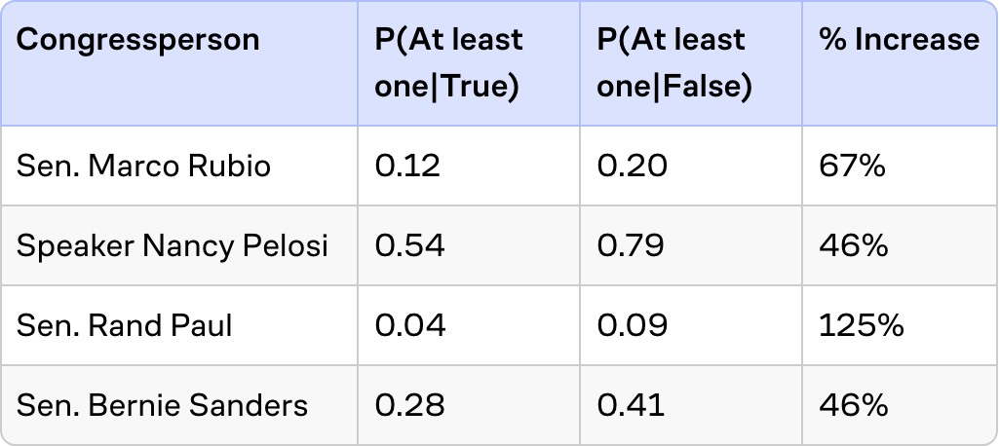 Congressperson P(At least one|True) P(At least one|False) % Increase
Sen. Marco Rubio 0.12 0.20 67%
Speaker Nancy Pelosi 0.54 0.79 46%
Sen. Rand Paul 0.04 0.09 125%
Sen. Bernie Sanders 0.28 0.41 46%